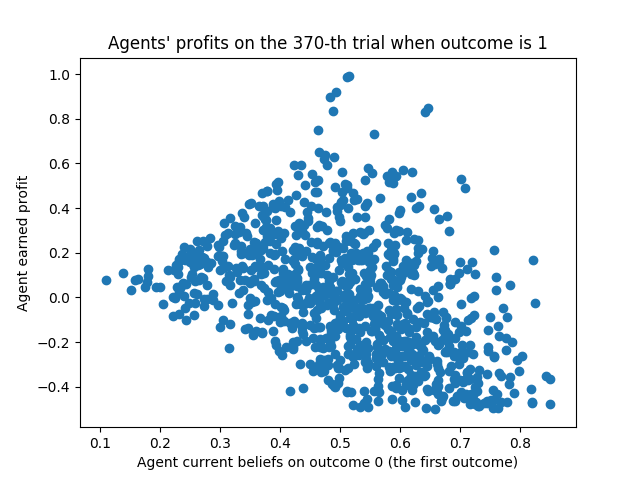 Agents' profits on the 370-th trial when outcome is 1
1.0
0.8
0.6
0.4
0.2
0.0
−0.2
−0.4
Agent earned profit
0.1 0.2 0.3 0.4 0.5 0.6 0.7 0.8
Agent current beliefs on outcome 0 (the first outcome)